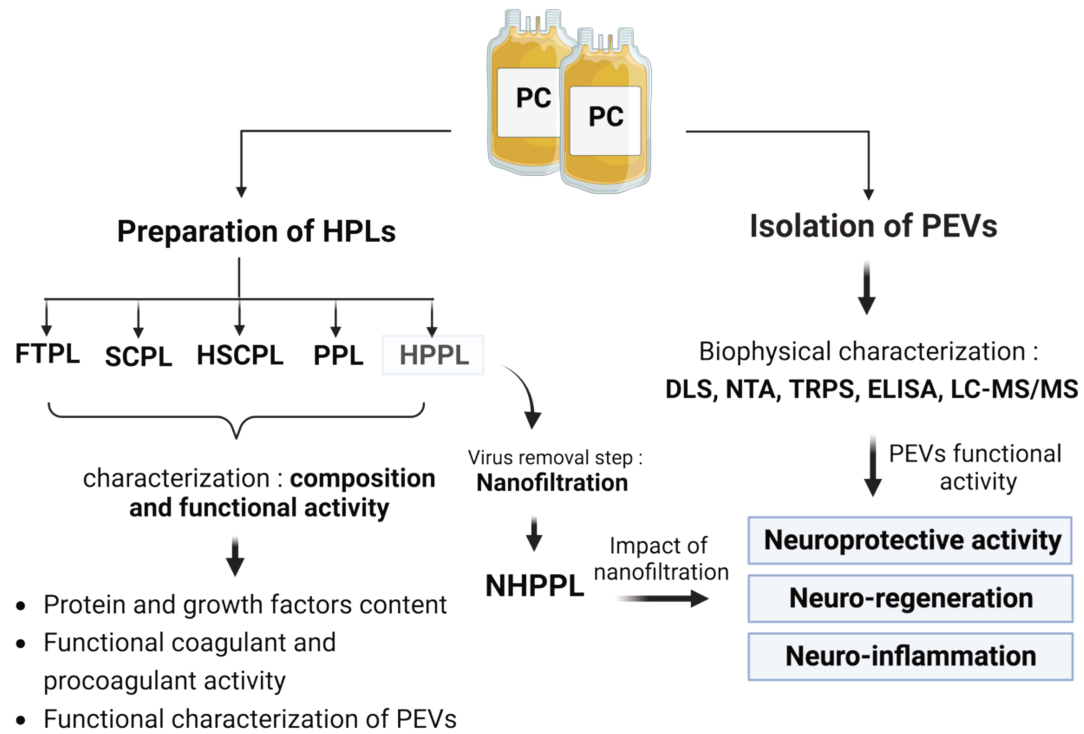 PC
PC
Preparation of HPLs
Isolation of PEVs
FTPL
SCPL
HSCPL
PPL
HPPL
characterization : composition
and functional activity
• Protein and growth factors content
• Functional coagulant and
procoagulant activity
• Functional characterization of PEVs
Virus removal step :
Nanofiltration
NHPPL
Impact of
nanofiltration
Biophysical characterization :
DLS, NTA, TRPS, ELISA, LC-MS/MS
PEVs functional
activity
Neuroprotective activity
Neuro-regeneration
Neuro-inflammation